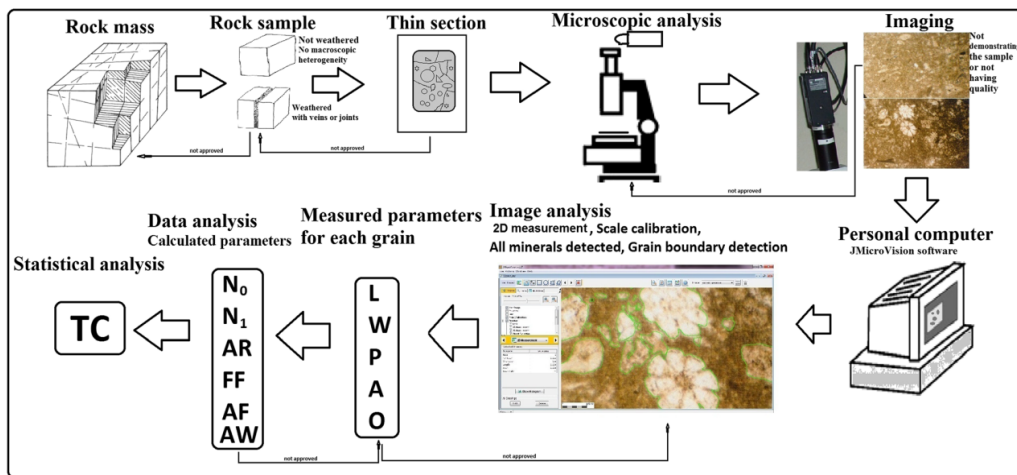 Rock mass
Rock sample
Not weathered
No macroscopic
heterogeneity
Weathered
with veins or joints
Thin section
Microscopic analysis
Imaging
Not
demonstrating
the sample
or not
having
quality
not approved
not approved
not approved
Personal computer
JMicroVision software
Image analysis
2D measurement, Scale calibration,
All minerals detected, Grain boundary detection
Measured parameters
for each grain
L
W
P
A
O
Data analysis
Calculated parameters
N₀
N₁
AR
FF
AF
AW
Statistical analysis
TC
not approved
not approved